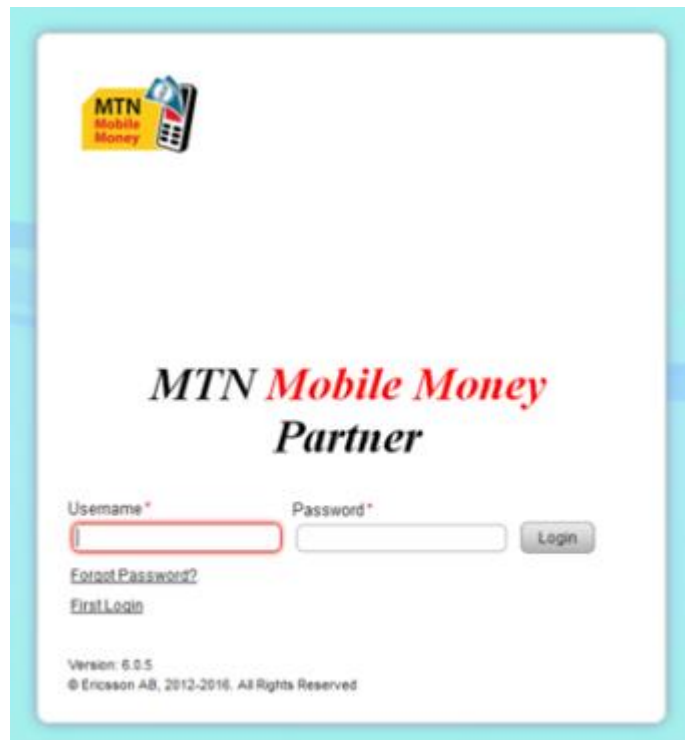 MTN
Mobile
Money
MTN Mobile Money
Partner
Username* Password*
Login
Forgot Password?
First Login
Version: 6.0.5
© Ericsson AB, 2012-2016. All Rights Reserved